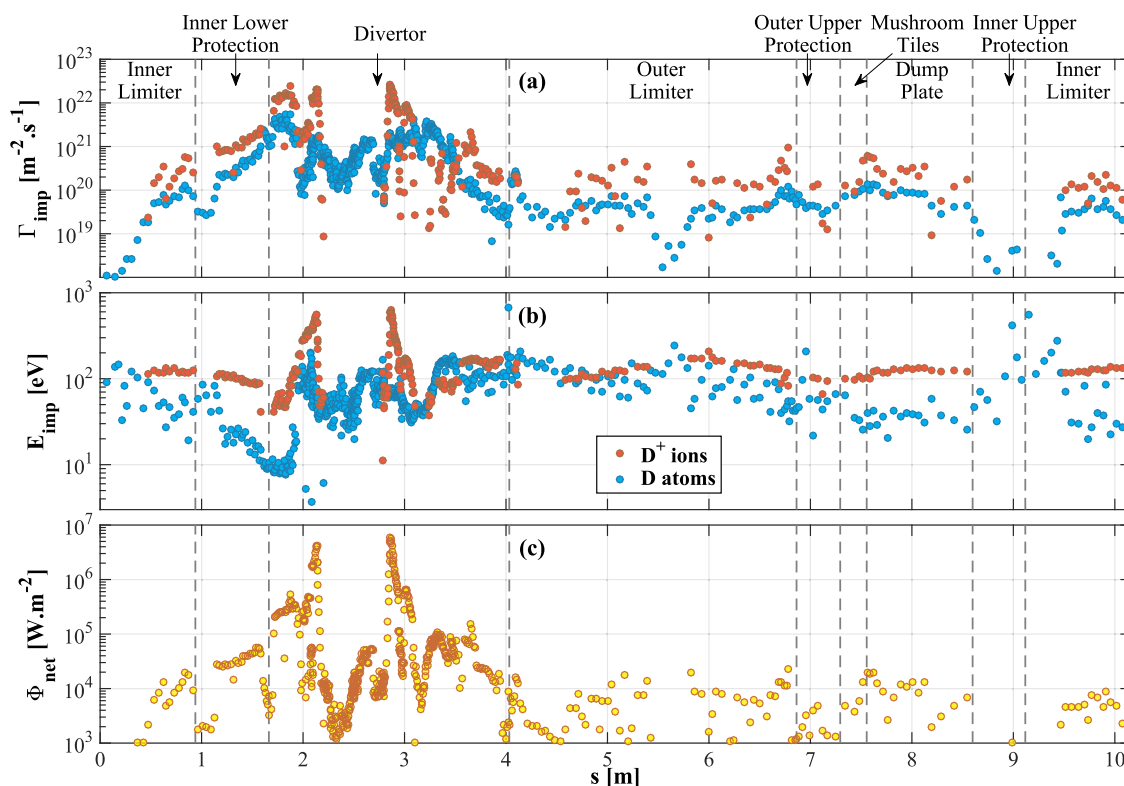 Inner Lower
Protection
Divertor
Outer Upper
Protection
Mushroom
Tiles
Inner Upper
Protection
Inner
Limiter
Outer
Limiter
Dump
Plate
Inner
Limiter
(a)
10^23
10^22
10^21
10^20
10^19
Γ_imp [m^-2.s^-1]
(b)
10^3
10^2
10^1
E_imp [eV]
D^+ ions
D atoms
(c)
10^7
10^6
10^5
10^4
10^3
Φ_net [W.m^-2]
0 1 2 3 4 5 6 7 8 9 10
s [m]